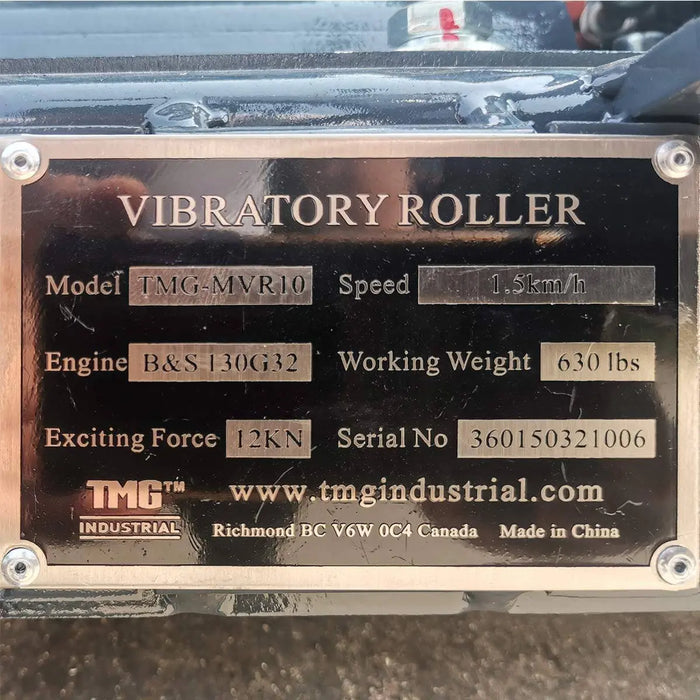 VIBRATORY ROLLER
Model TMG-MVR10 Speed 1.5km/h
Engine B&S 130G32 Working Weight 630 lbs
Exciting Force 12KN Serial No 360150321006
TMG™ www.tmgindustrial.com
INDUSTRIAL Richmond BC V6W 0C4 Canada Made in China